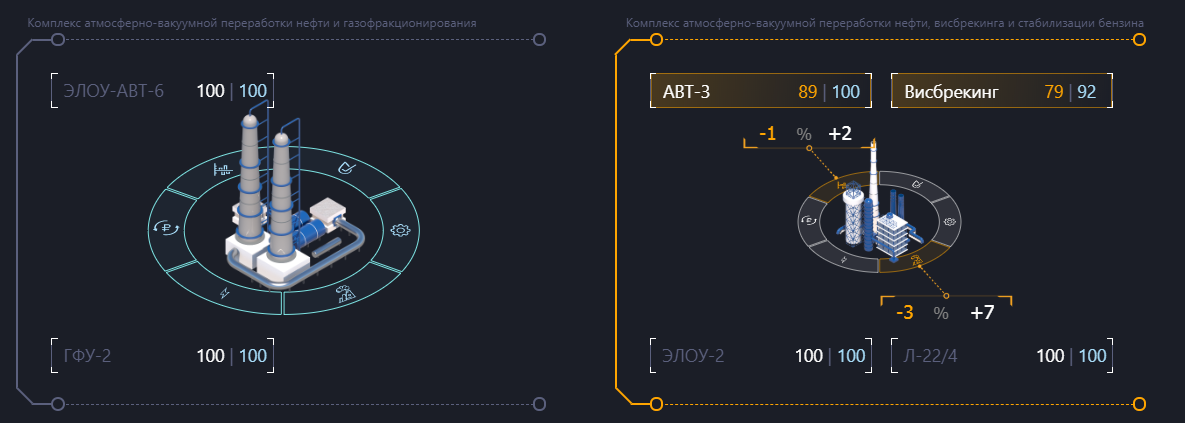 Комплекс атмосферно-вакуумной переработки нефти и газофракционирования
ЭЛОУ-АВТ-6 100 | 100
ГФУ-2 100 | 100
Комплекс атмосферно-вакуумной переработки нефти, висбрекинга и стабилизации бензина
АВТ-3 89 | 100
Висбрекинг 79 | 92
-1 % +2
-3 % +7
ЭЛОУ-2 100 | 100
Л-22/4 100 | 100